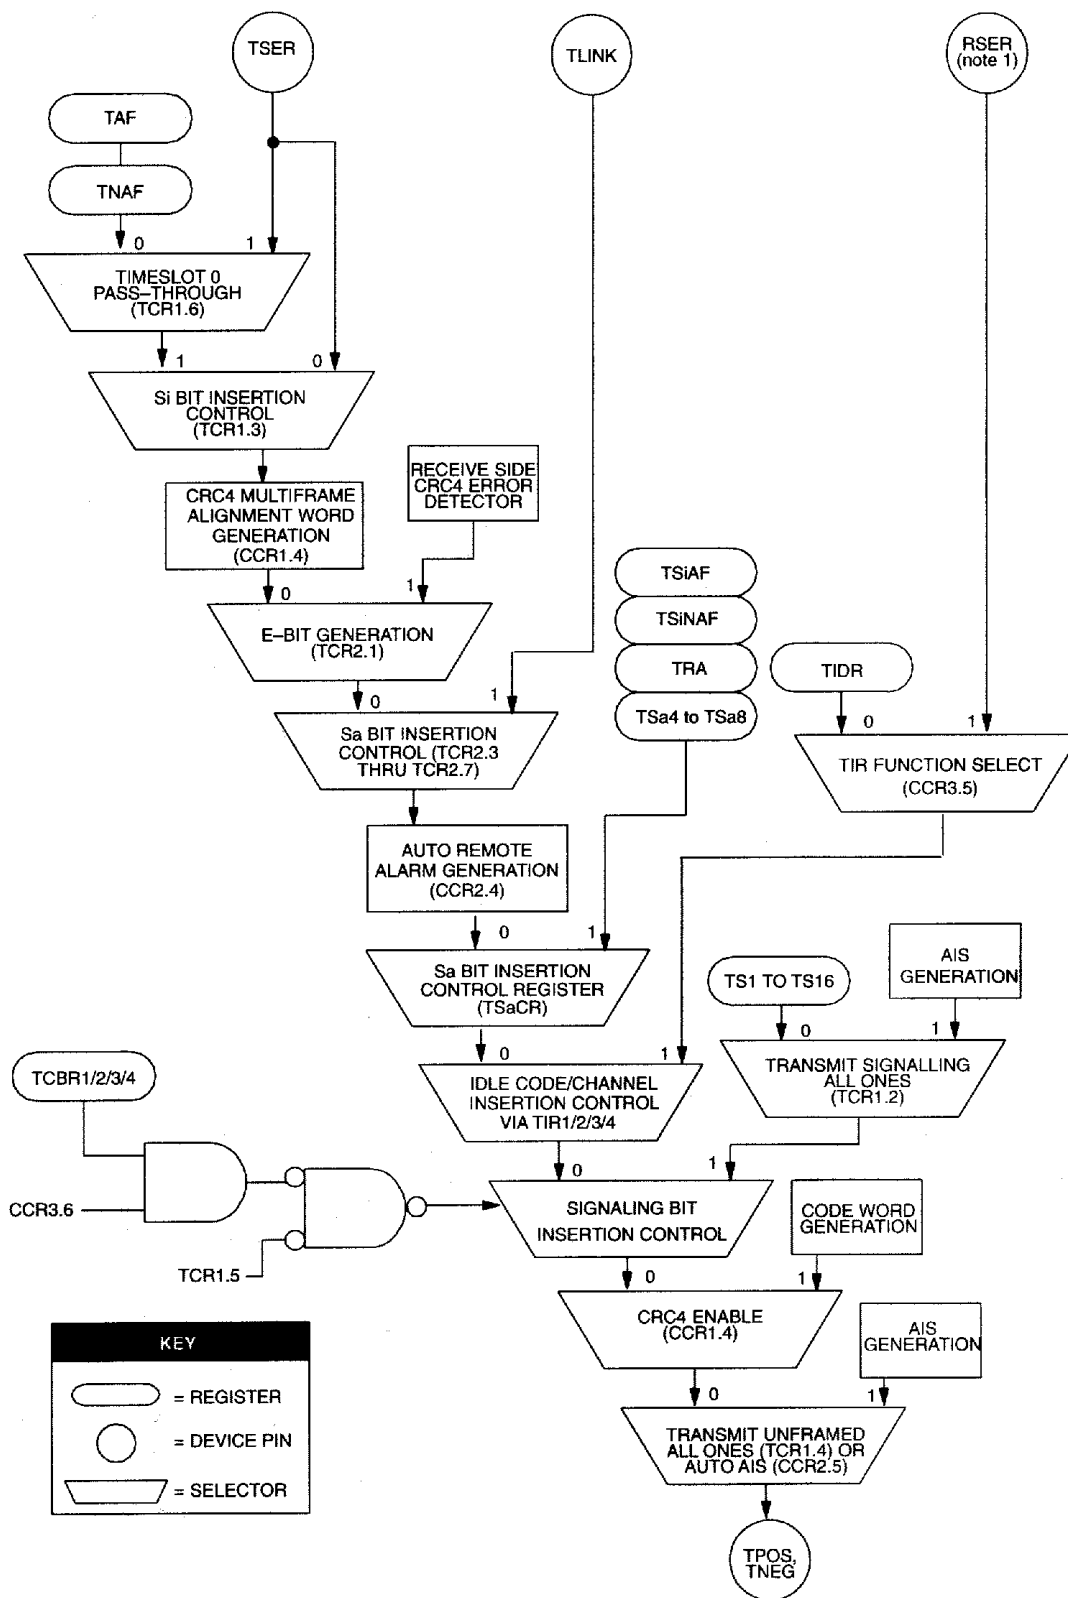 TSER
TLINK
RSER
(note 1)
TAF
TNAF
0
1
TIMESLOT 0
PASS–THROUGH
(TCR1.6)
1
0
Si BIT INSERTION
CONTROL
(TCR1.3)
RECEIVE SIDE
CRC4 ERROR
DETECTOR
CRC4 MULTIFRAME
ALIGNMENT WORD
GENERATION
(CCR1.4)
0
1
E–BIT GENERATION
(TCR2.1)
TSiAF
TSiNAF
TRA
TSa4 to TSa8
TIDR
0
1
0
1
Sa BIT INSERTION
CONTROL (TCR2.3
THRU TCR2.7)
TIR FUNCTION SELECT
(CCR3.5)
AUTO REMOTE
ALARM GENERATION
(CCR2.4)
0
1
Sa BIT INSERTION
CONTROL REGISTER
(TSaCR)
AIS
GENERATION
TS1 TO TS16
0
1
TRANSMIT SIGNALLING
ALL ONES
(TCR1.2)
0
1
IDLE CODE/CHANNEL
INSERTION CONTROL
VIA TIR1/2/3/4
TCBR1/2/3/4
CCR3.6
TCR1.5
0
1
SIGNALING BIT
INSERTION CONTROL
CODE WORD
GENERATION
0
1
CRC4 ENABLE
(CCR1.4)
AIS
GENERATION
0
1
TRANSMIT UNFRAMED
ALL ONES (TCR1.4) OR
AUTO AIS (CCR2.5)
TPOS,
TNEG
KEY
= REGISTER
= DEVICE PIN
= SELECTOR